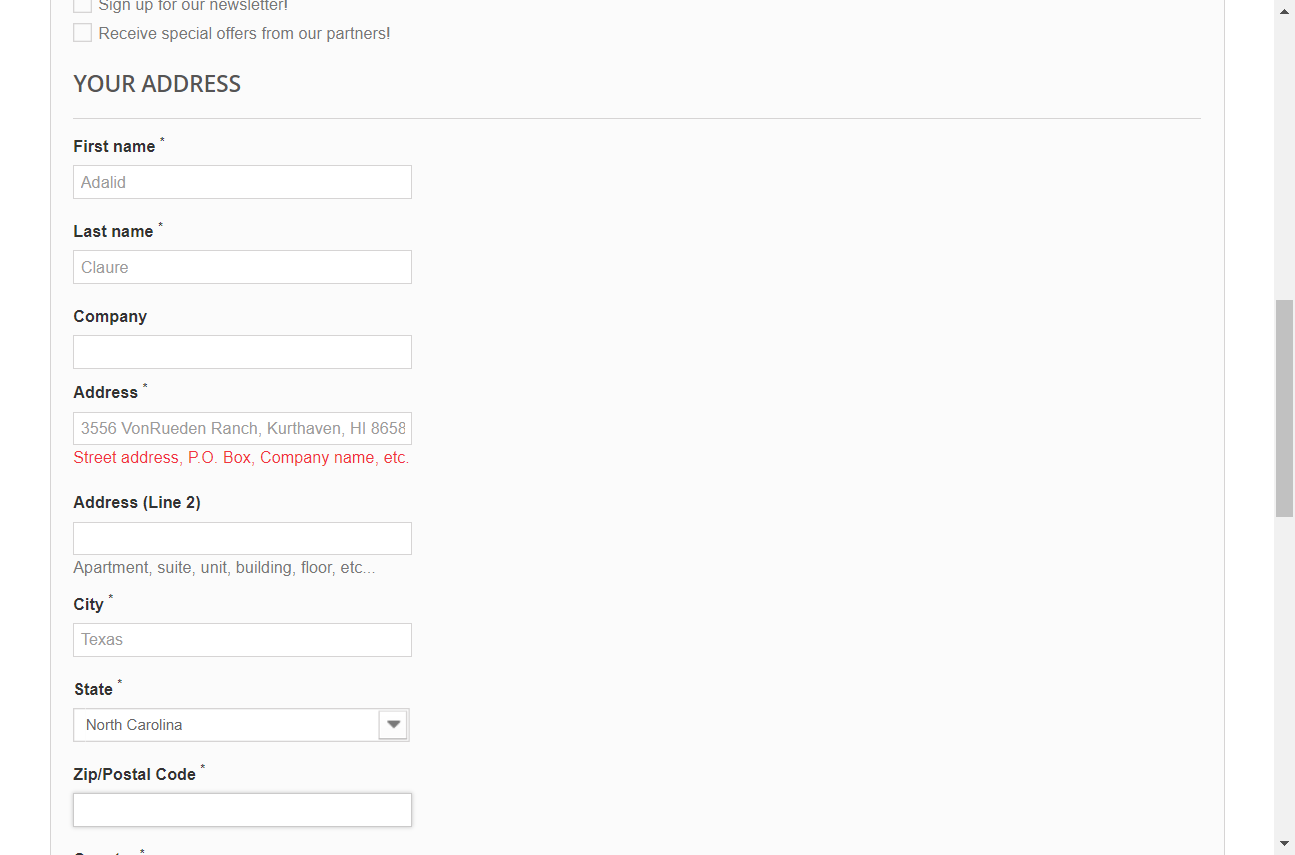 Sign up for our newsletter!
Receive special offers from our partners!
YOUR ADDRESS
First name *
Adalid
Last name *
Claure
Company
Address *
3556 VonRueden Ranch, Kurthaven, HI 8658
Street address, P.O. Box, Company name, etc.
Address (Line 2)
Apartment, suite, unit, building, floor, etc...
City *
Texas
State *
North Carolina
Zip/Postal Code *